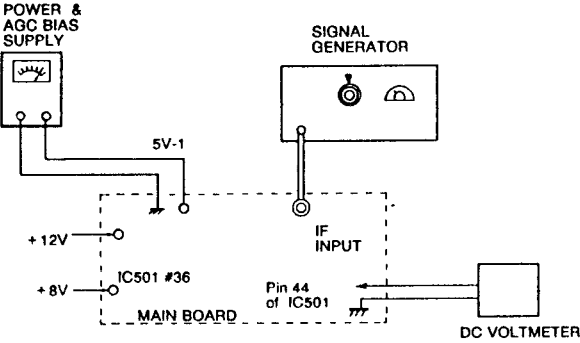 POWER &
AGC BIAS
SUPPLY
SIGNAL
GENERATOR
5V-1
IF
INPUT
+12V
IC501 #36
+8V
Pin 44
of IC501
MAIN BOARD
DC VOLTMETER